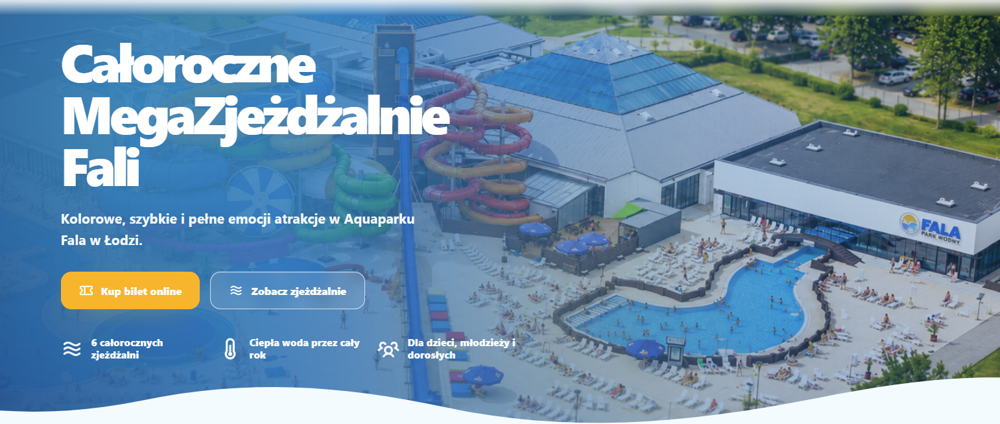 Całoroczne
MegaZjeżdżalnie
Fali
Kolorowe, szybkie i pełne emocji atrakcje w Aquaparku
Fala w Łodzi.
Kup bilet online
Zobacz zjeżdżalnie
6 całorocznych
zjeżdżalni
Ciepła woda przez cały
rok
Dla dzieci, młodzieży i
dorosłych
FALA
PARK WODNY